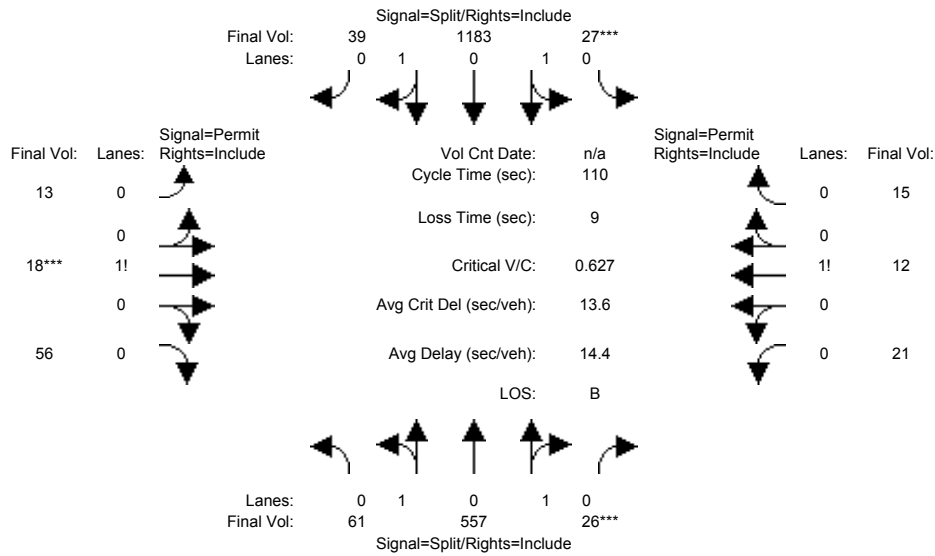 Signal=Split/Rights=Include
Final Vol: 39 1183 27***
Lanes: 0 1 0 1 0
Signal=Permit
Final Vol: Lanes: Rights=Include
Vol Cnt Date: n/a
Signal=Permit
Rights=Include Lanes: Final Vol:
Cycle Time (sec): 110
13 0
0 15
Loss Time (sec): 9
0
0
18*** 1!
Critical V/C: 0.627
1! 12
0
Avg Crit Del (sec/veh): 13.6
0
56 0
Avg Delay (sec/veh): 14.4
0 21
LOS: B
Lanes: 0 1 0 1 0
Final Vol: 61 557 26***
Signal=Split/Rights=Include